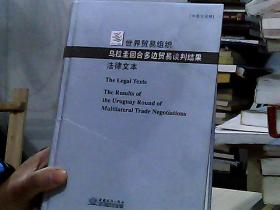 世界贸易组织
乌拉圭回合多边贸易谈判结果
法律文本
The Legal Texts
The Results of
the Uruguay Round of
Multilateral Trade Negotiations